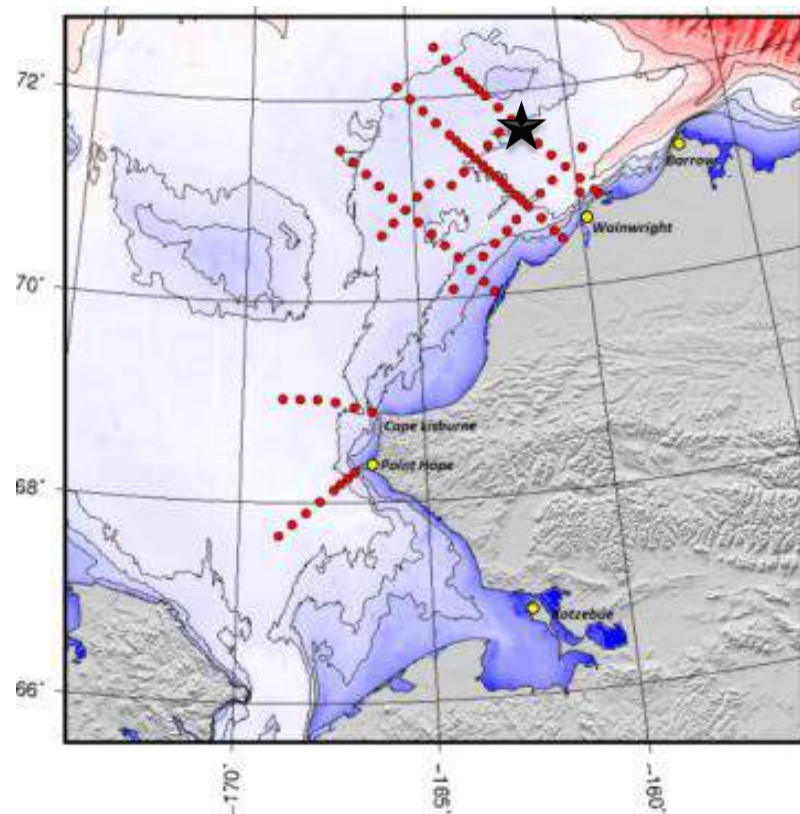 72°
Barrow
Wainwright
70°
Cape Lisburne
Point Hope
68°
Kotzebue
66°
-170°
-165°
-160°